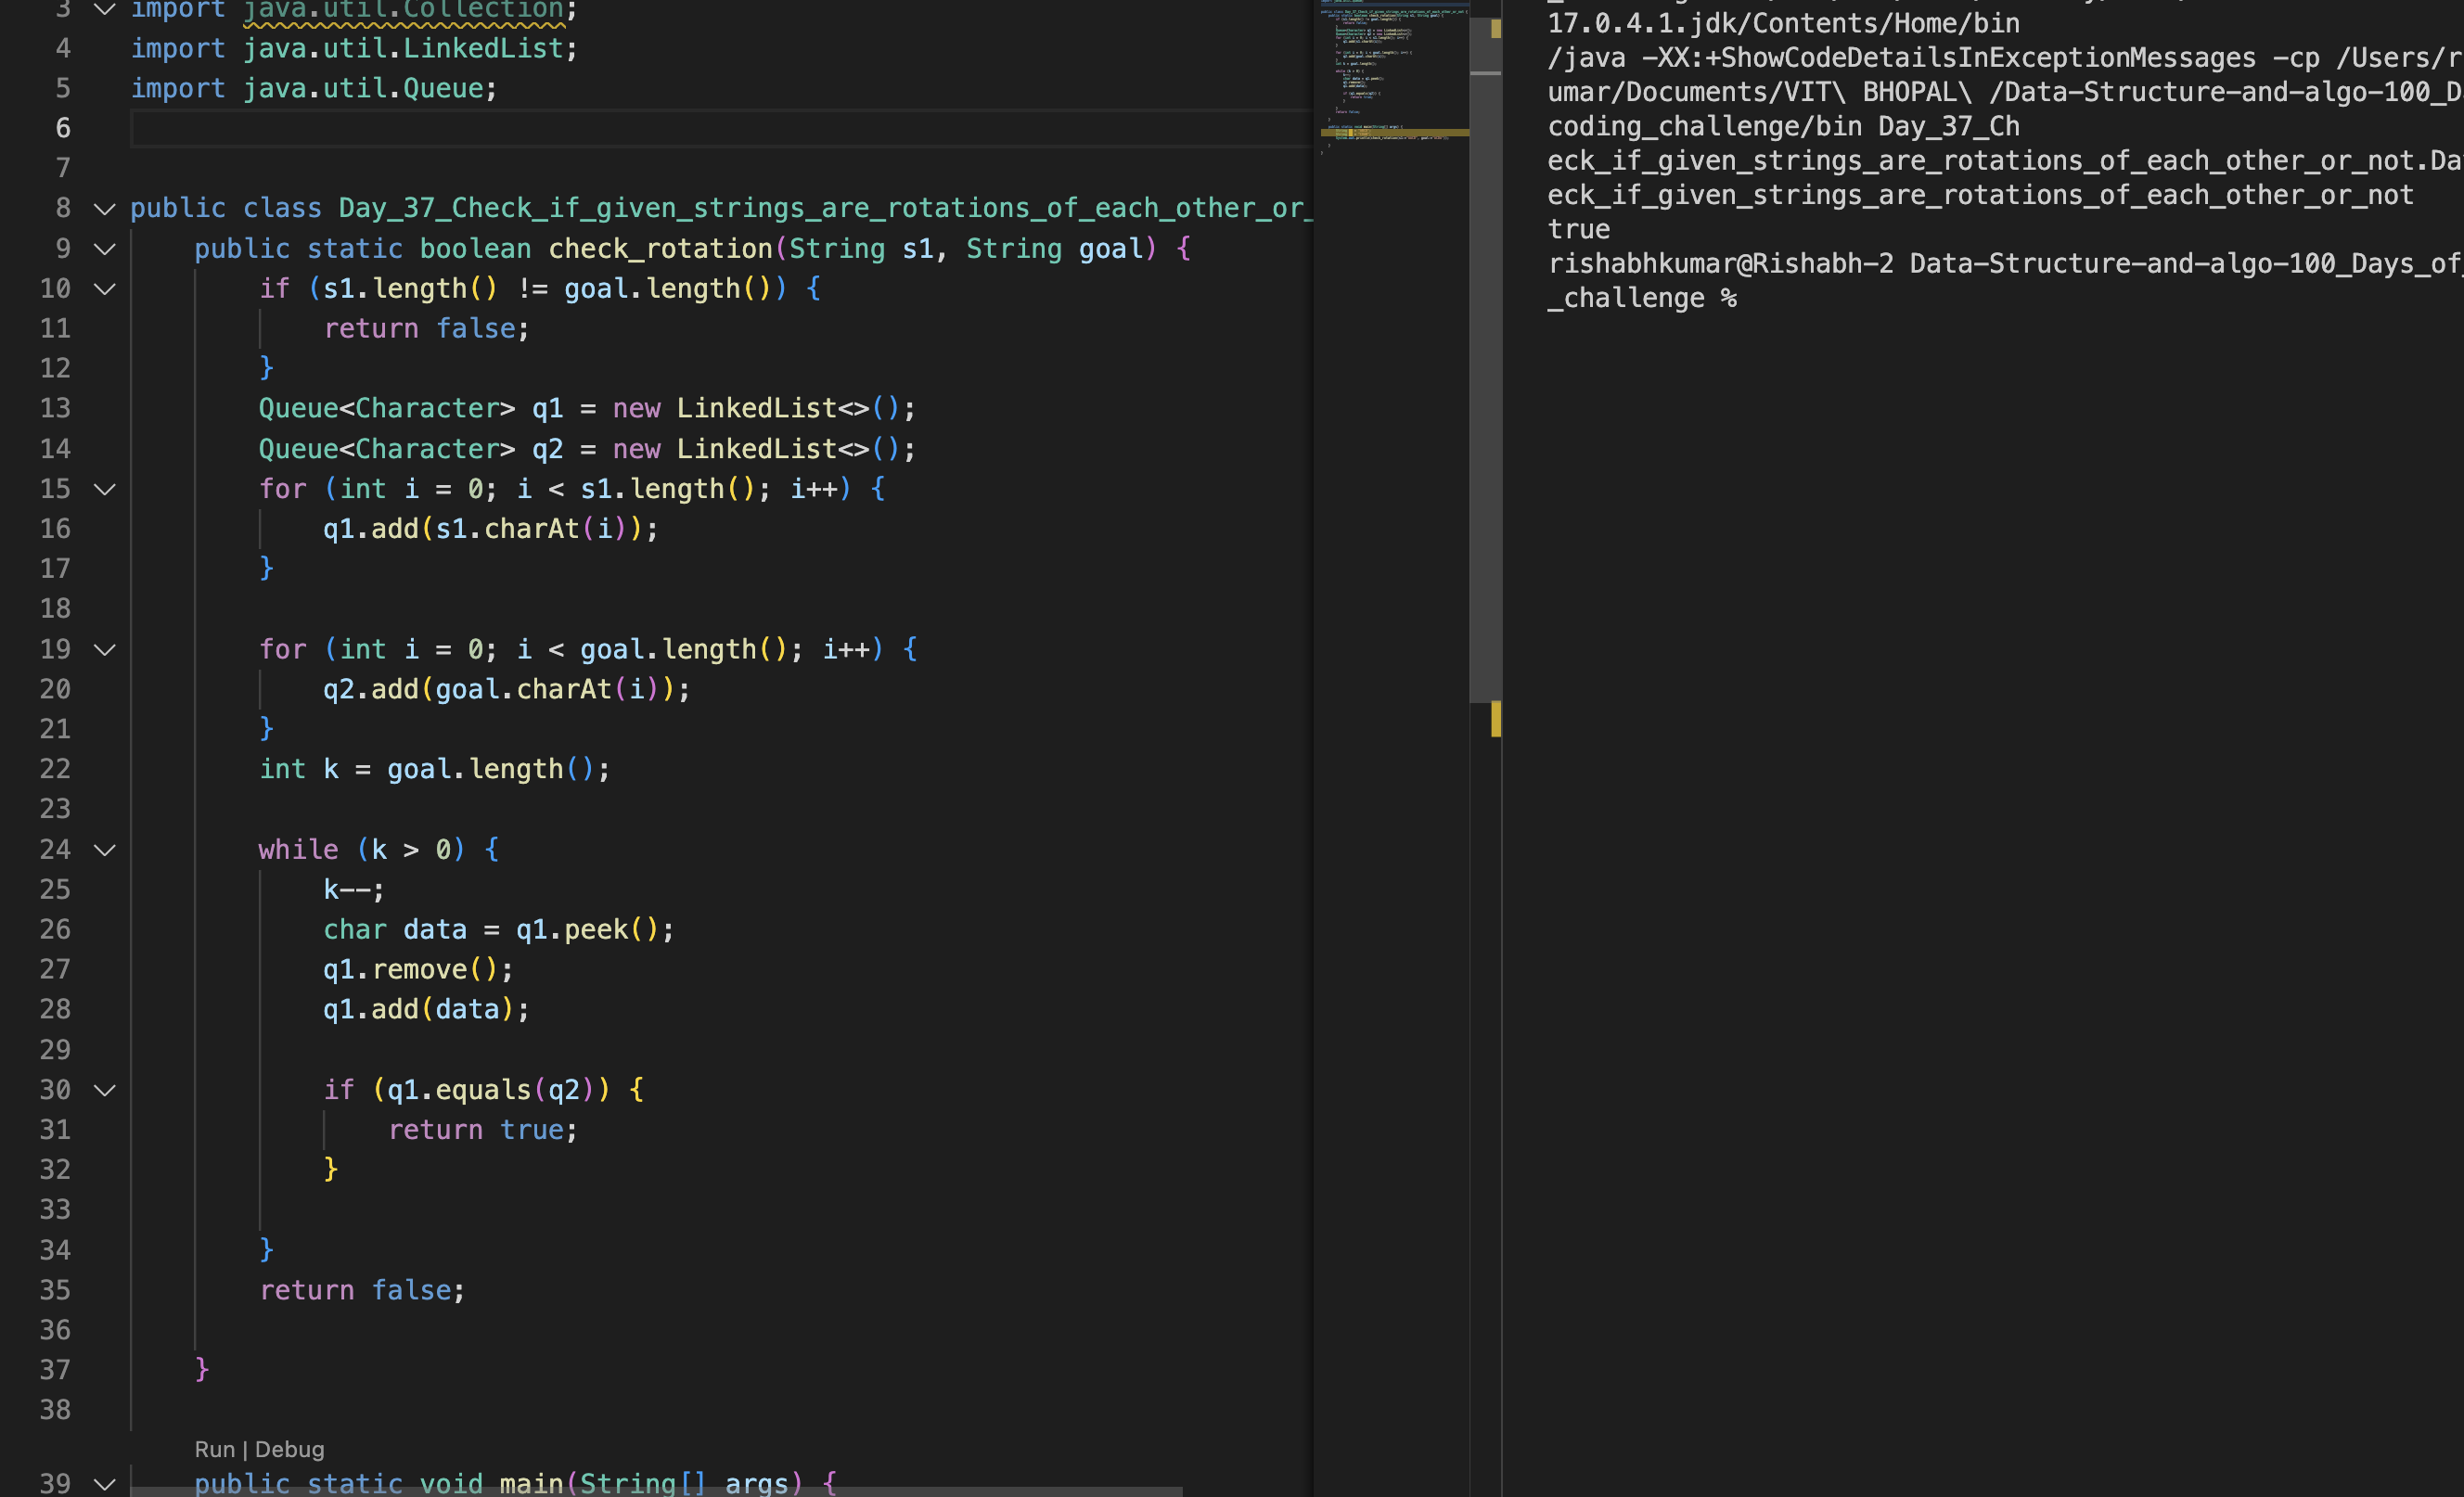 3 import java.util.Collection;
4 import java.util.LinkedList;
5 import java.util.Queue;
6
7
8 public class Day_37_Check_if_given_strings_are_rotations_of_each_other_or_
9 public static boolean check_rotation(String s1, String goal) {
10 if (s1.length() != goal.length()) {
11 return false;
12 }
13 Queue<Character> q1 = new LinkedList<>();
14 Queue<Character> q2 = new LinkedList<>();
15 for (int i = 0; i < s1.length(); i++) {
16 q1.add(s1.charAt(i));
17 }
18
19 for (int i = 0; i < goal.length(); i++) {
20 q2.add(goal.charAt(i));
21 }
22 int k = goal.length();
23
24 while (k > 0) {
25 k--;
26 char data = q1.peek();
27 q1.remove();
28 q1.add(data);
29
30 if (q1.equals(q2)) {
31 return true;
32 }
33
34 }
35 return false;
36
37 }
38
Run | Debug
39 public static void main(String[] args) {
17.0.4.1.jdk/Contents/Home/bin
/java -XX:+ShowCodeDetailsInExceptionMessages -cp /Users/r
umar/Documents/VIT\ BHOPAL\ /Data-Structure-and-algo-100_D
coding_challenge/bin Day_37_Ch
eck_if_given_strings_are_rotations_of_each_other_or_not.Da
eck_if_given_strings_are_rotations_of_each_other_or_not
true
rishabhkumar@Rishabh-2 Data-Structure-and-algo-100_Days_of
_challenge %